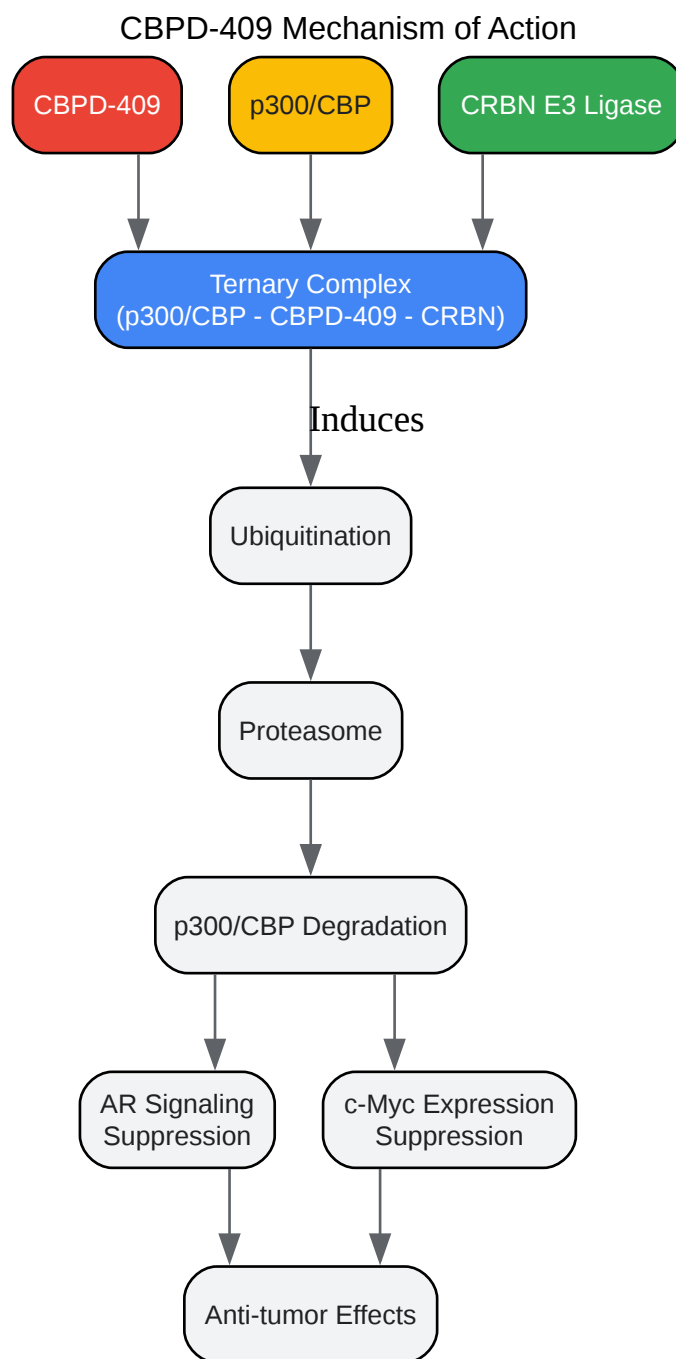 CBPD-409 Mechanism of Action
CBPD-409
p300/CBP
CRBN E3 Ligase
Ternary Complex
(p300/CBP - CBPD-409 - CRBN)
Induces
Ubiquitination
Proteasome
p300/CBP Degradation
AR Signaling
Suppression
c-Myc Expression
Suppression
Anti-tumor Effects